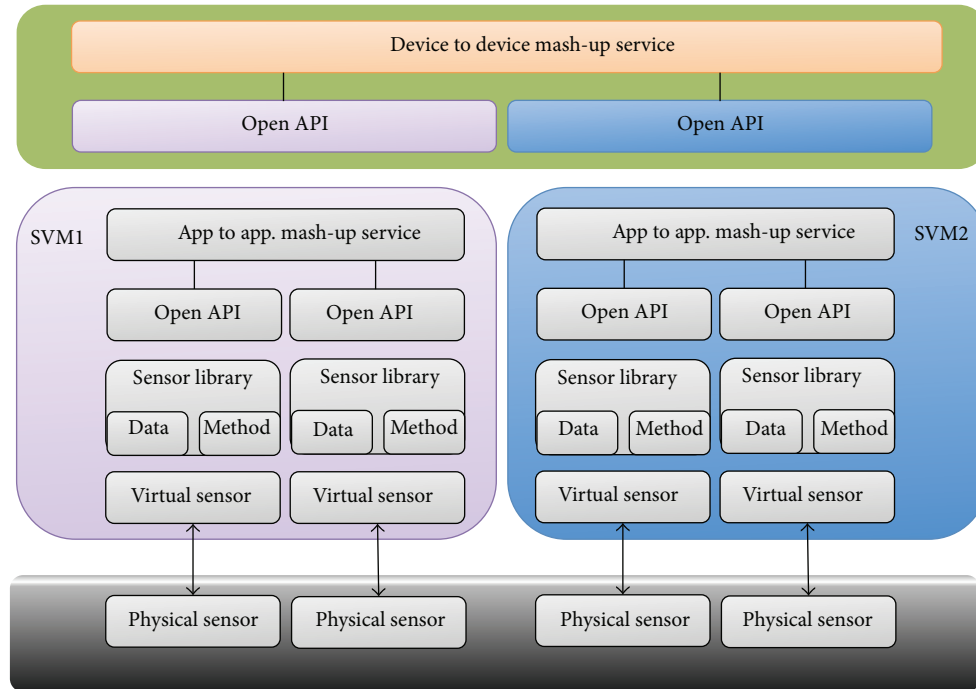 Device to device mash-up service
Open API
Open API
SVM1
App to app. mash-up service
Open API
Open API
Sensor library
Sensor library
Data
Method
Data
Method
Virtual sensor
Virtual sensor
SVM2
App to app. mash-up service
Open API
Open API
Sensor library
Sensor library
Data
Method
Data
Method
Virtual sensor
Virtual sensor
Physical sensor
Physical sensor
Physical sensor
Physical sensor